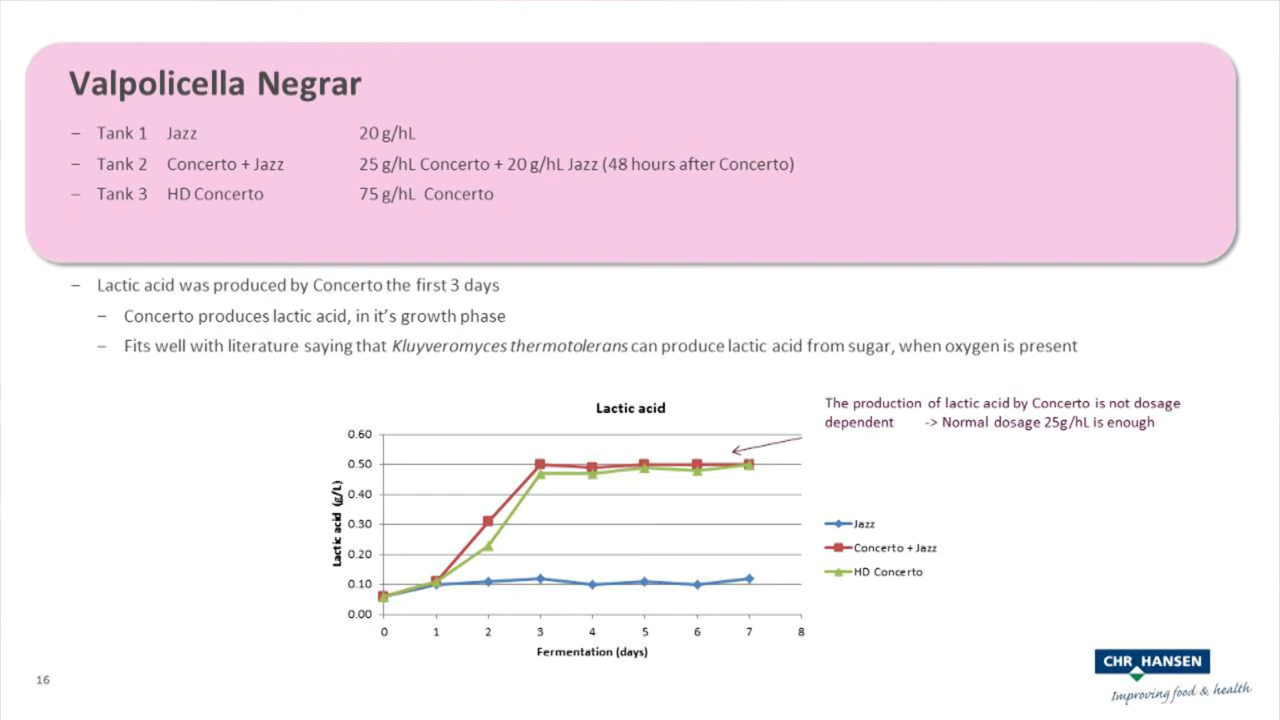 Valpolicella Negrar
– Tank 1 Jazz 20 g/hL
– Tank 2 Concerto + Jazz 25 g/hL Concerto + 20 g/hL Jazz (48 hours after Concerto)
– Tank 3 HD Concerto 75 g/hL Concerto
– Lactic acid was produced by Concerto the first 3 days
– Concerto produces lactic acid, in it's growth phase
– Fits well with literature saying that Kluyveromyces thermotolerans can produce lactic acid from sugar, when oxygen is present
The production of lactic acid by Concerto is not dosage
dependent -> Normal dosage 25g/hL is enough
Lactic acid
0.60
0.50
0.40
0.30
0.20
0.10
0.00
Lactic acid (g/L)
0 1 2 3 4 5 6 7 8
Fermentation (days)
Jazz
Concerto + Jazz
HD Concerto
16
CHR HANSEN
Improving food & health